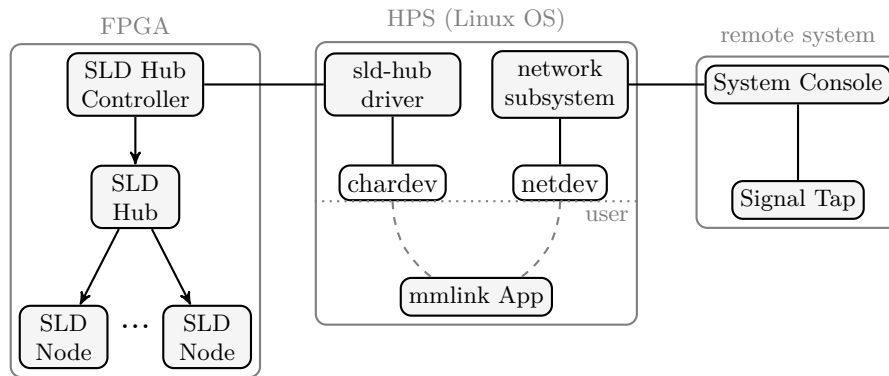 FPGA
SLD Hub
Controller
SLD
Hub
SLD
Node
...
SLD
Node
HPS (Linux OS)
sld-hub
driver
network
subsystem
chardev
netdev
user
mmlink App
remote system
System Console
Signal Tap